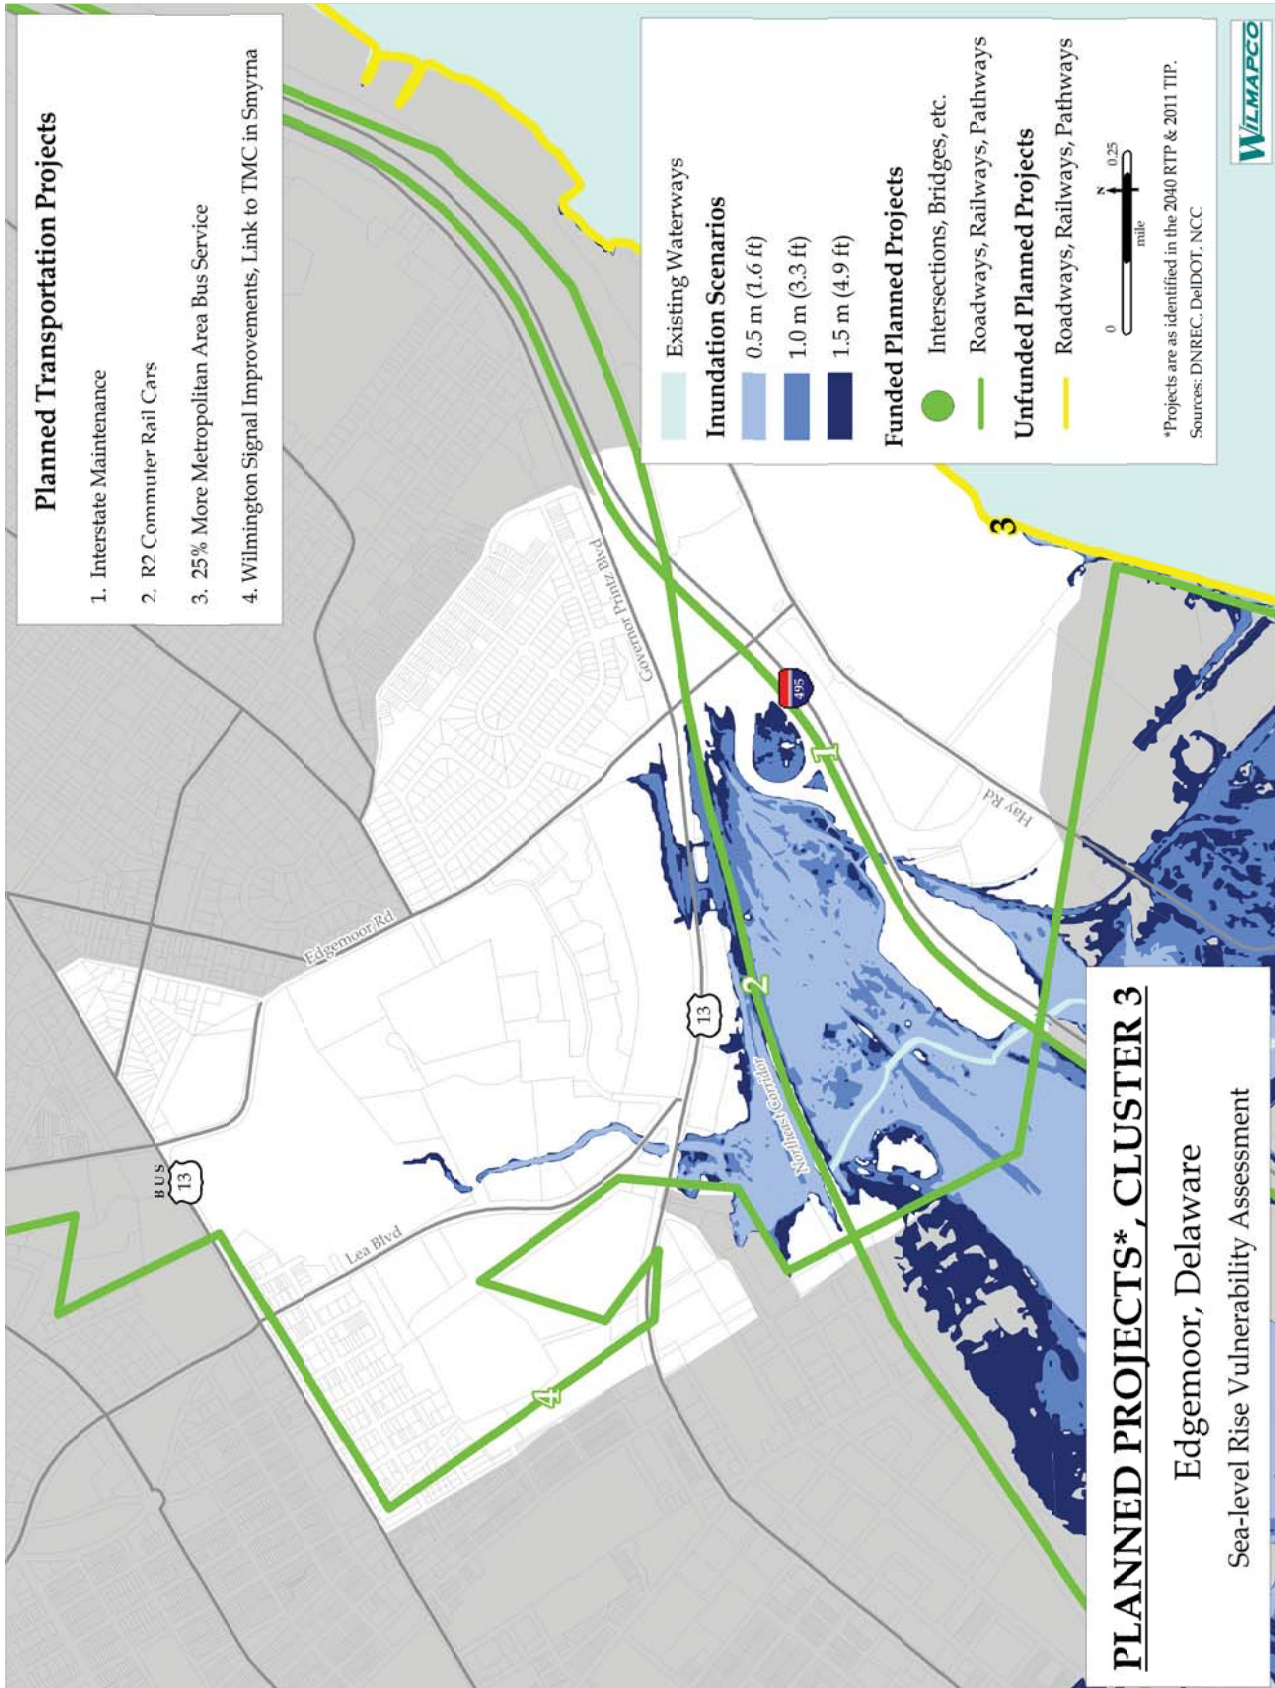 Planned Transportation Projects
1. Interstate Maintenance
2. R2 Commuter Rail Cars
3. 25% More Metropolitan Area Bus Service
4. Wilmington Signal Improvements, Link to TMC in Smyrna
BUS
13
Lea Blvd
Edgemoor Rd
Governor Printz Blvd
4
13
2
Northeast Corridor
495
1
Hay Rd
3
Existing Waterways
Inundation Scenarios
0.5 m (1.6 ft)
1.0 m (3.3 ft)
1.5 m (4.9 ft)
Funded Planned Projects
Intersections, Bridges, etc.
Roadways, Railways, Pathways
Unfunded Planned Projects
Roadways, Railways, Pathways
N
0 0.25
mile
*Projects are as identified in the 2040 RTP & 2011 TIP.
Sources: DNREC, DelDOT, NCC
PLANNED PROJECTS*, CLUSTER 3
Edgemoor, Delaware
Sea-level Rise Vulnerability Assessment
WILMAPCO